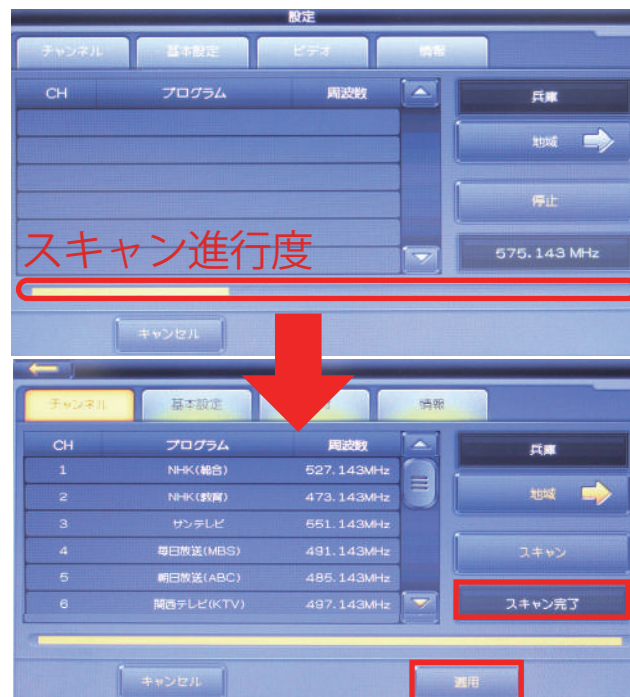 設定
チャンネル 基本設定 ビデオ 情報
CH プログラム 周波数
兵庫
地域
停止
575.143 MHz
スキャン進行度
キャンセル
チャンネル 基本設定 情報
CH プログラム 周波数
兵庫
1 NHK(総合) 527.143MHz
2 NHK(教育) 473.143MHz
地域
3 サンテレビ 551.143MHz
4 毎日放送(MBS) 491.143MHz
スキャン
5 朝日放送(ABC) 485.143MHz
6 関西テレビ(KTV) 497.143MHz
スキャン完了
キャンセル
適用